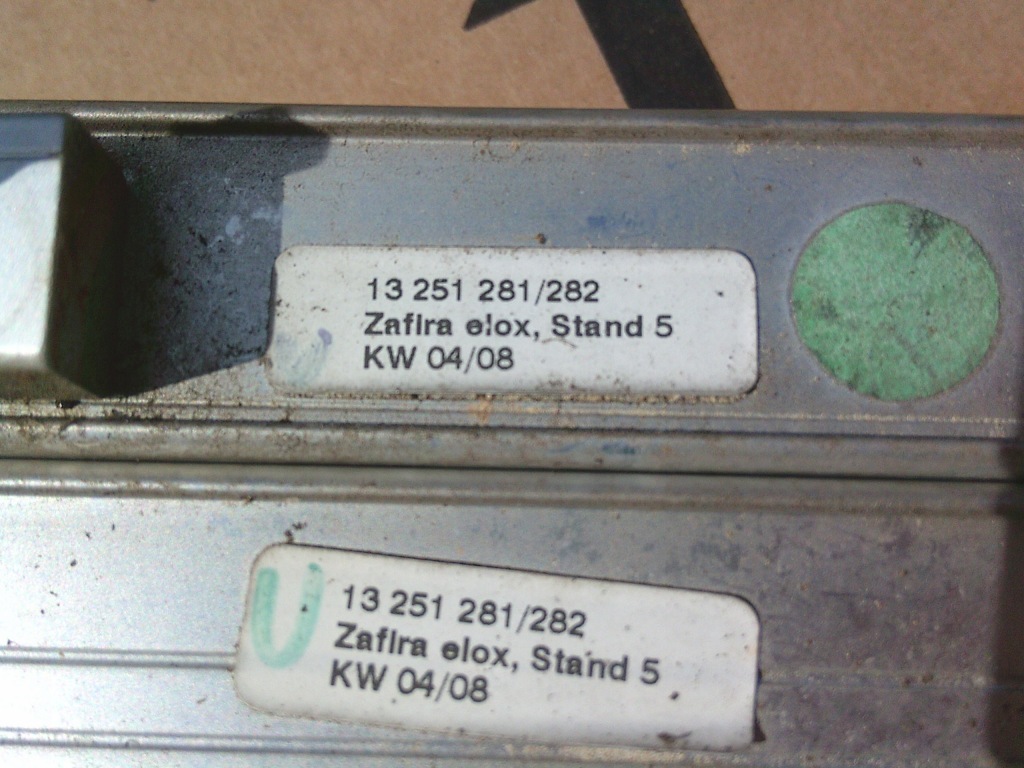 13 251 281/282
Zafira elox, Stand 5
KW 04/08
U
13 251 281/282
Zafira elox, Stand 5
KW 04/08